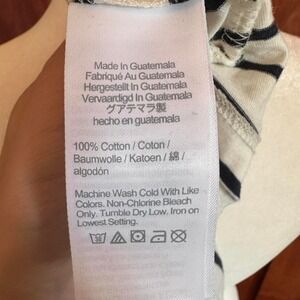 Made In Guatemala
Fabriqué Au Guatemala
Hergestellt In Guatemala
Vervaardigd In Guatemala
グアテマラ製
hecho en guatemala
100% Cotton / Coton /
Baumwolle / Katoen / 綿 /
algodón
Machine Wash Cold With Like
Colors. Non-Chlorine Bleach
Only. Tumble Dry Low. Iron on
Lowest Setting.